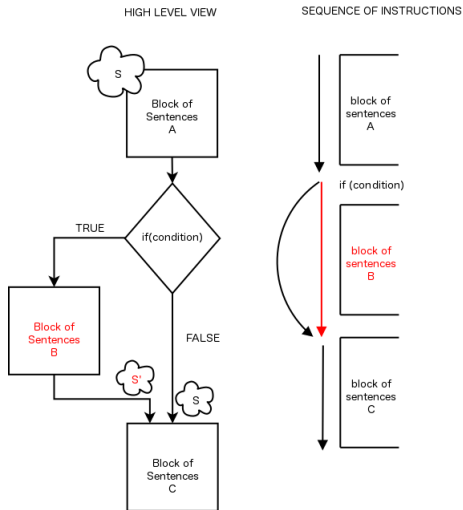 HIGH LEVEL VIEW
SEQUENCE OF INSTRUCTIONS
S
Block of
Sentences
A
if(condition)
TRUE
Block of
Sentences
B
FALSE
S'
S
Block of
Sentences
C
block of
sentences
A
if (condition)
block of
sentences
B
block of
sentences
C